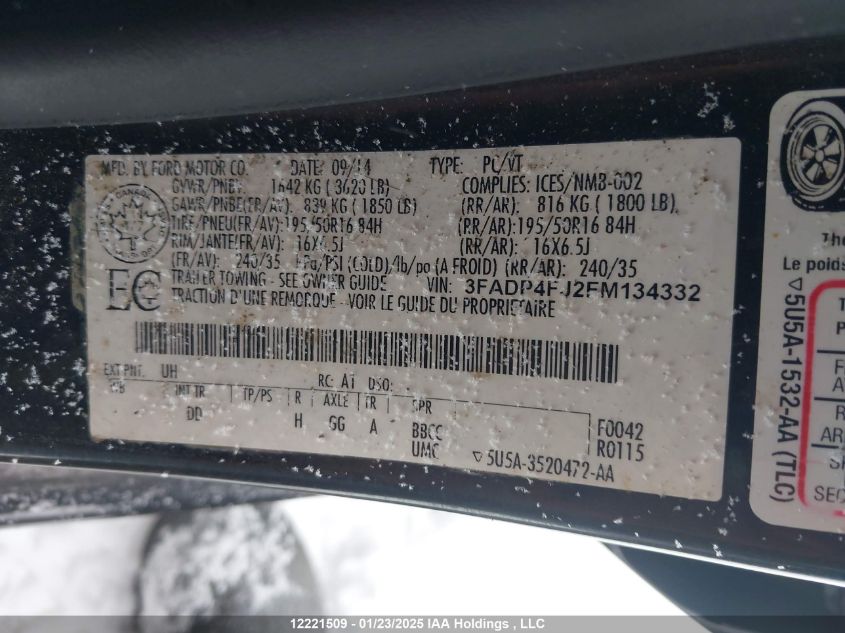 MFD. BY FORD MOTOR CO. DATE: 09/14 TYPE: PC/VT
GVWR/PNBV: 1642 KG ( 3620 LB) COMPLIES: ICES/NMB-002
GAWR/PNBE(FR/AV): 839 KG ( 1850 LB) (RR/AR): 816 KG ( 1800 LB)
TIRE/PNEU(FR/AV):195/50R16 84H (RR/AR):195/50R16 84H
RIM/JANTE(FR/AV): 16X6.5J (RR/AR): 16X6.5J
(FR/AV): 240/35 kPa/PSI (COLD)/lb/po (A FROID) (RR/AR): 240/35
TRAILER TOWING - SEE OWNER GUIDE VIN: 3FADP4FJ2FM134332
TRACTION D'UNE REMORQUE - VOIR LE GUIDE DU PROPRIETAIRE
EC
EXT PNT: UH RC: A1 DSO:
WB INT TR TP/PS R AXLE TR SPR
DD H GG A BBCC F0042
UMC R0115
▽5U5A-3520472-AA
The
Le poids
▽5U5A-1532-AA (TLC)
12221509 - 01/23/2025 IAA Holdings , LLC